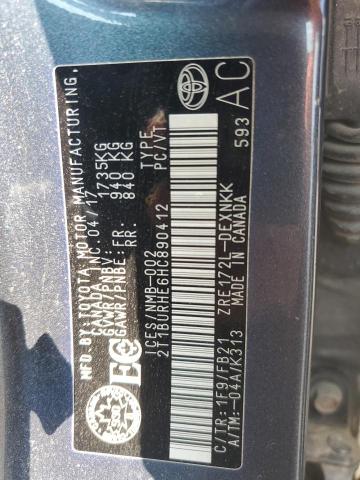 MFD. BY TOYOTA MOTOR MANUFACTURING,
CANADA INC. 04/17
GVWR/PNBV: 1735KG
GAWR/PNBE:FR. 940 KG
RR. 840 KG
ICES/NMB-002 TYPE
2T1BURHE6HC890412 PC/VT
C/TR: 1F9/FB21 ZRE172L-DEXNKK
A/TM: -04A/K313 MADE IN CANADA
593
AC